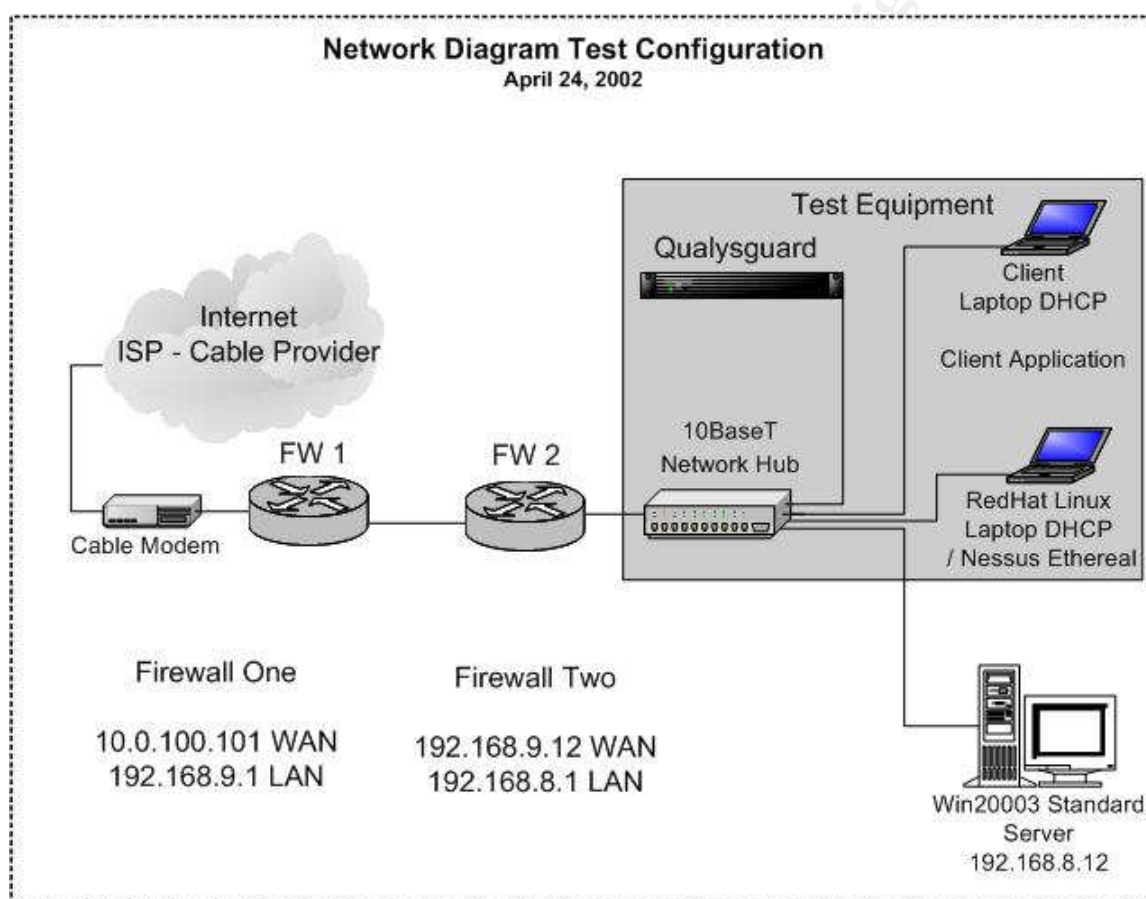 Network Diagram Test Configuration
April 24, 2002
Test Equipment
Qualysguard
Client
Laptop DHCP
Client Application
Internet
ISP - Cable Provider
10BaseT
Network Hub
FW 1
FW 2
RedHat Linux
Laptop DHCP
/ Nessus Ethereal
Cable Modem
Firewall One
10.0.100.101 WAN
192.168.9.1 LAN
Firewall Two
192.168.9.12 WAN
192.168.8.1 LAN
Win20003 Standard
Server
192.168.8.12